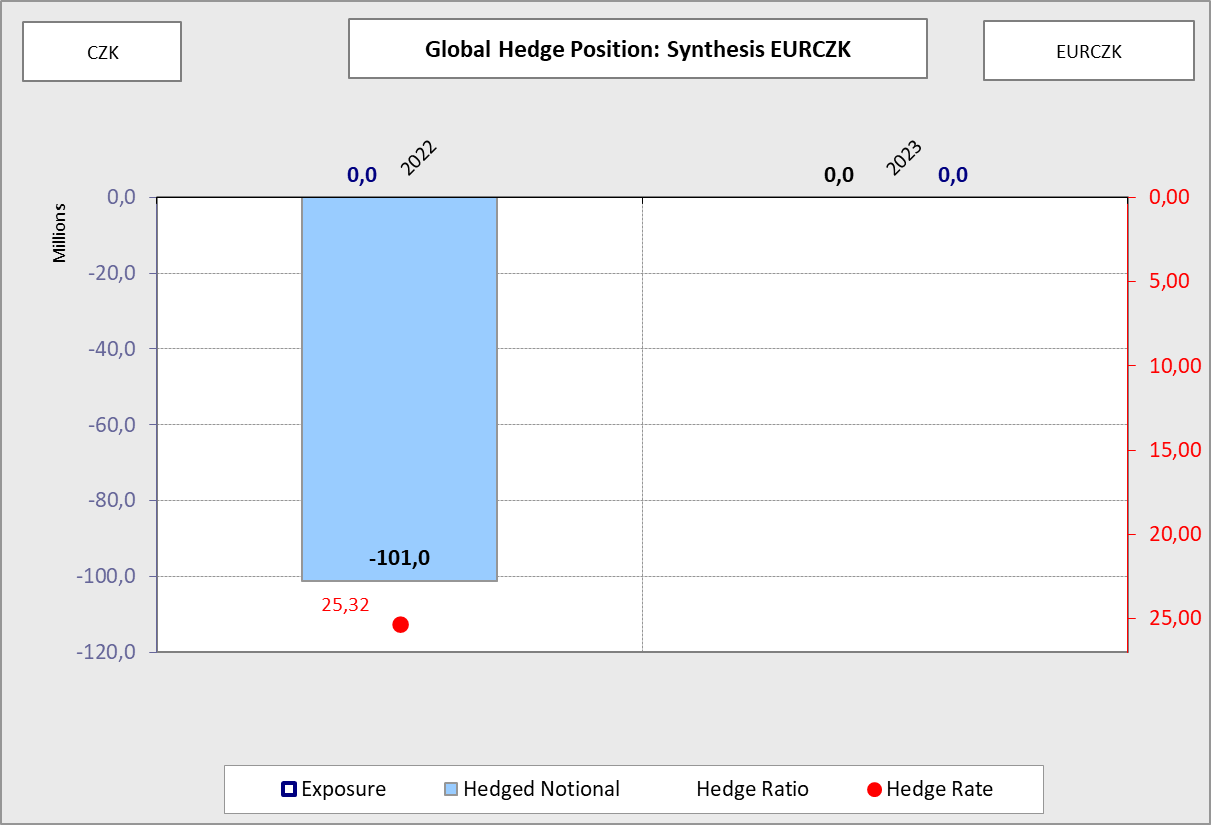 CZK
Global Hedge Position: Synthesis EURCZK
EURCZK
2022
2023
0,0
0,0
0,0
Millions
0,0
-20,0
-40,0
-60,0
-80,0
-100,0
-120,0
-101,0
25,32
0,00
5,00
10,00
15,00
20,00
25,00
Exposure
Hedged Notional
Hedge Ratio
Hedge Rate